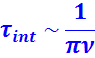 τ_int ~ 1/πν